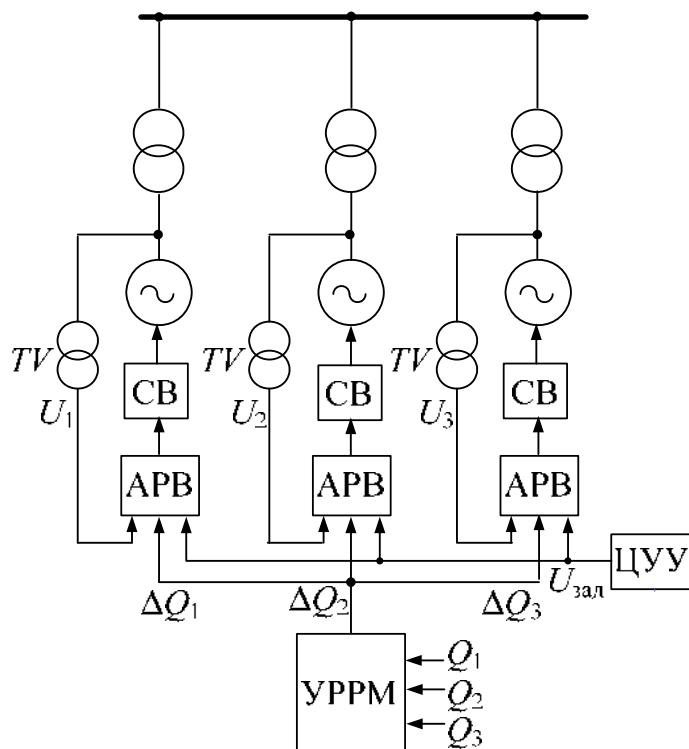 TV TV TV
СВ СВ СВ
U1 U2 U3
АРВ АРВ АРВ
ЦУУ
Uзад
ΔQ1 ΔQ2 ΔQ3
УРРМ
Q1
Q2
Q3